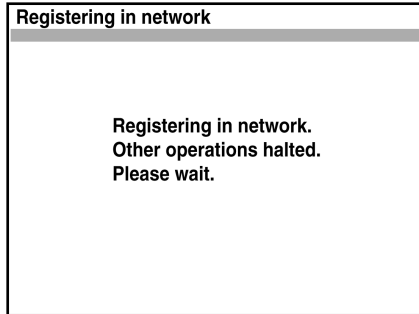 Registering in network
Registering in network.
Other operations halted.
Please wait.